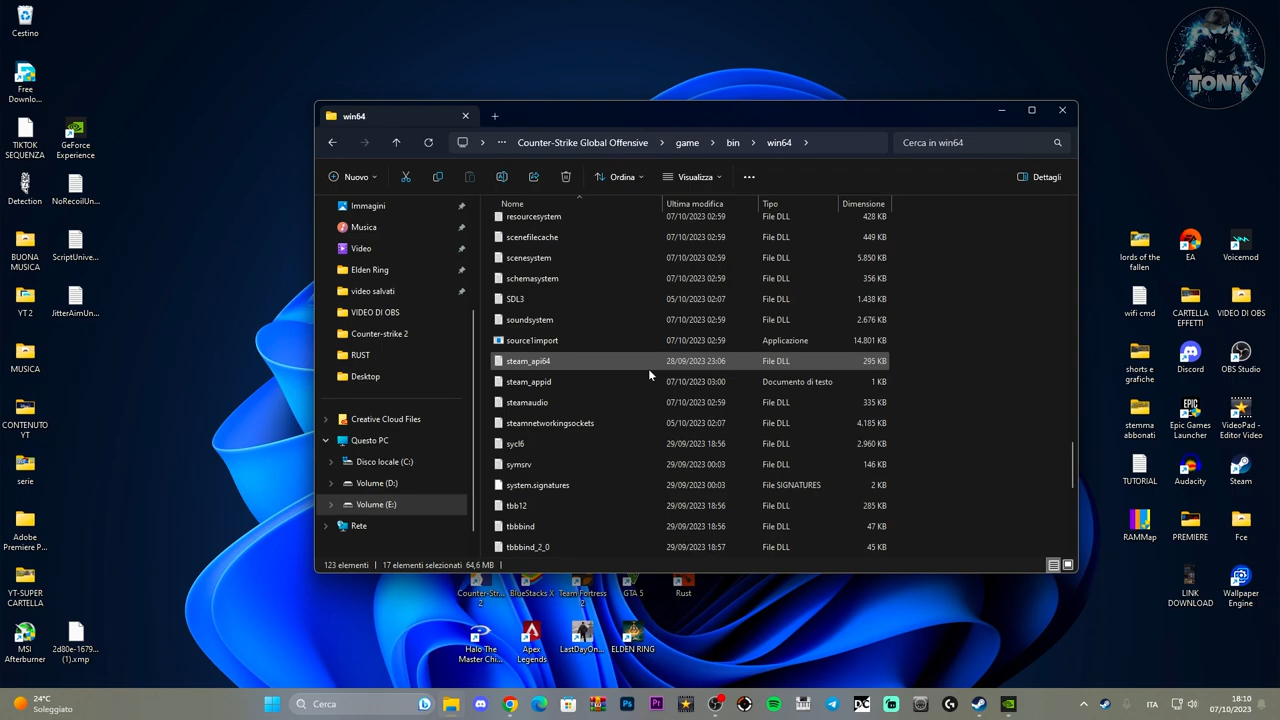 Cestino
Free
Downlo...
TIKTOK
SEQUENZA
GeForce
Experience
Detection
NoRecoilUn...
BUONA
MUSICA
ScriptUnive...
YT 2
JitterAimUn...
MUSICA
CONTENUTO
YT
serie
Adobe
Premiere P...
YT-SUPER
CARTELLA
MSI
Afterburner
2d80e-1679...
(1).xmp
TONY
win64
Counter-Strike Global Offensive
game
bin
win64
Cerca in win64
Nuovo
Ordina
Visualizza
Dettagli
Immagini
Musica
Video
Elden Ring
video salvati
VIDEO DI OBS
Counter-strike 2
RUST
Desktop
Creative Cloud Files
Questo PC
Disco locale (C:)
Volume (D:)
Volume (E:)
Rete
Nome Ultima modifica Tipo Dimensione
resourcesystem 07/10/2023 02:59 File DLL 428 KB
scenefilecache 07/10/2023 02:59 File DLL 449 KB
scenesystem 07/10/2023 02:59 File DLL 5.850 KB
schemasystem 07/10/2023 02:59 File DLL 356 KB
SDL3 05/10/2023 02:07 File DLL 1.438 KB
soundsystem 07/10/2023 02:59 File DLL 2.676 KB
source1import 07/10/2023 02:59 Applicazione 14.801 KB
steam_api64 28/09/2023 23:06 File DLL 295 KB
steam_appid 07/10/2023 03:00 Documento di testo 1 KB
steamaudio 07/10/2023 02:59 File DLL 335 KB
steamnetworkingsockets 05/10/2023 02:07 File DLL 4.185 KB
sycl6 29/09/2023 18:56 File DLL 2.960 KB
symsrv 29/09/2023 00:03 File DLL 146 KB
system.signatures 29/09/2023 00:03 File SIGNATURES 2 KB
tbb12 29/09/2023 18:56 File DLL 285 KB
tbbbind 29/09/2023 18:56 File DLL 47 KB
tbbbind_2_0 29/09/2023 18:57 File DLL 45 KB
123 elementi 17 elementi selezionati 64,6 MB
Counter-Str...
2
BlueStacks X
Team Fortress
2
GTA 5
Rust
Halo The
Master Chi...
Apex
Legends
LastDayOn...
ELDEN RING
lords of the
fallen
EA
Voicemod
wifi cmd
CARTELLA
EFFETTI
VIDEO DI OBS
shorts e
grafiche
Discord
OBS Studio
stemma
abbonati
EPIC
GAMES
Epic Games
Launcher
VideoPad -
Editor Video
TUTORIAL
Audacity
Steam
RAMMap
PREMIERE
Fce
LINK
DOWNLOAD
Wallpaper
Engine
24°C
Soleggiato
Cerca
ITA
18:10
07/10/2023